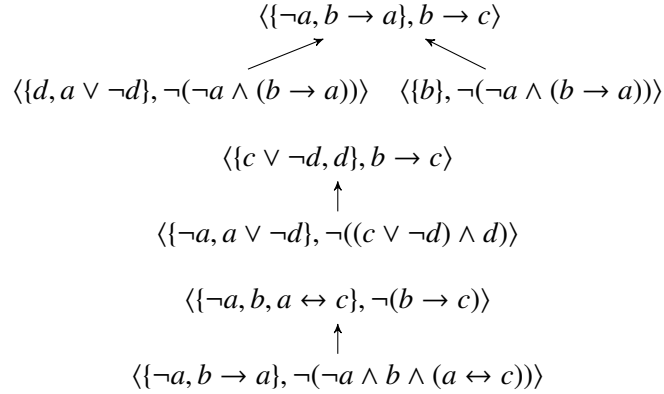 ⟨{¬a, b → a}, b → c⟩
⟨{d, a ∨ ¬d}, ¬(¬a ∧ (b → a))⟩ ⟨{b}, ¬(¬a ∧ (b → a))⟩
⟨{c ∨ ¬d, d}, b → c⟩
⟨{¬a, a ∨ ¬d}, ¬((c ∨ ¬d) ∧ d)⟩
⟨{¬a, b, a ↔ c}, ¬(b → c)⟩
⟨{¬a, b → a}, ¬(¬a ∧ b ∧ (a ↔ c))⟩